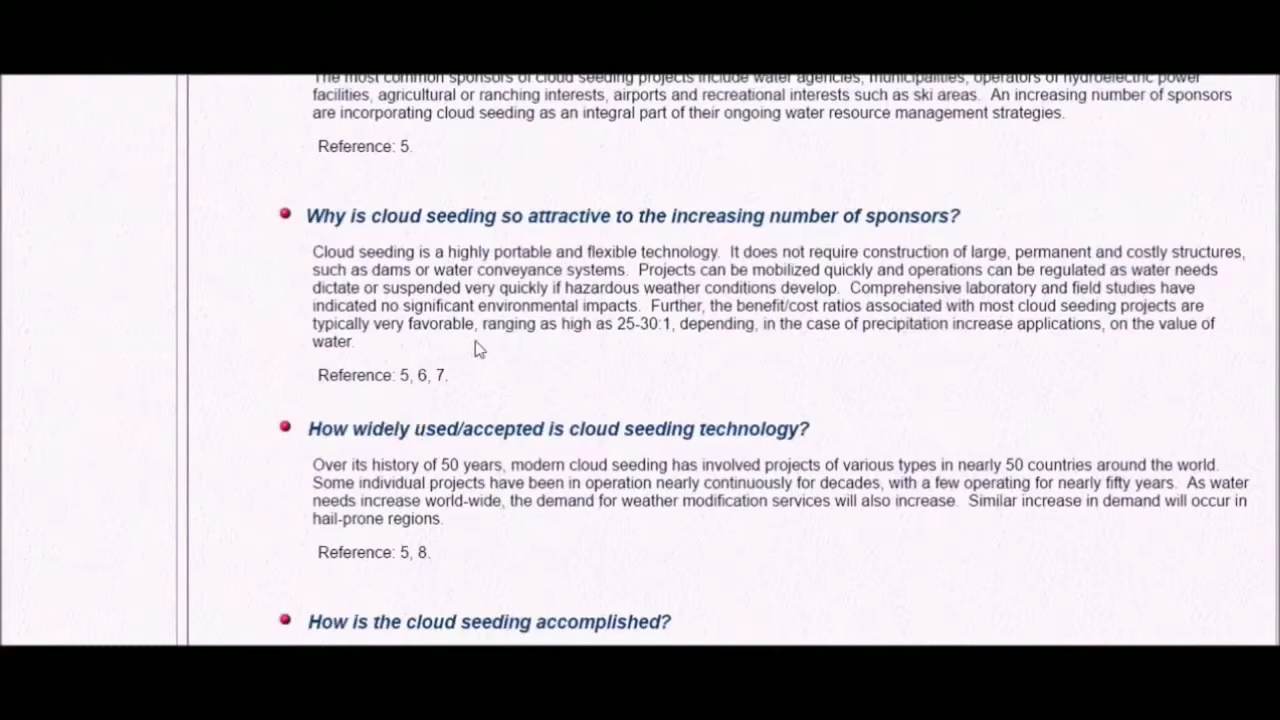 The most common sponsors of cloud seeding projects include water agencies, municipalities, operators of hydroelectric power
facilities, agricultural or ranching interests, airports and recreational interests such as ski areas.  An increasing number of sponsors
are incorporating cloud seeding as an integral part of their ongoing water resource management strategies.
Reference: 5.
Why is cloud seeding so attractive to the increasing number of sponsors?
Cloud seeding is a highly portable and flexible technology.  It does not require construction of large, permanent and costly structures,
such as dams or water conveyance systems.  Projects can be mobilized quickly and operations can be regulated as water needs
dictate or suspended very quickly if hazardous weather conditions develop.  Comprehensive laboratory and field studies have
indicated no significant environmental impacts.  Further, the benefit/cost ratios associated with most cloud seeding projects are
typically very favorable, ranging as high as 25-30:1, depending, in the case of precipitation increase applications, on the value of
water.
Reference: 5, 6, 7.
How widely used/accepted is cloud seeding technology?
Over its history of 50 years, modern cloud seeding has involved projects of various types in nearly 50 countries around the world.
Some individual projects have been in operation nearly continuously for decades, with a few operating for nearly fifty years.  As water
needs increase world-wide, the demand for weather modification services will also increase.  Similar increase in demand will occur in
hail-prone regions.
Reference: 5, 8.
How is the cloud seeding accomplished?